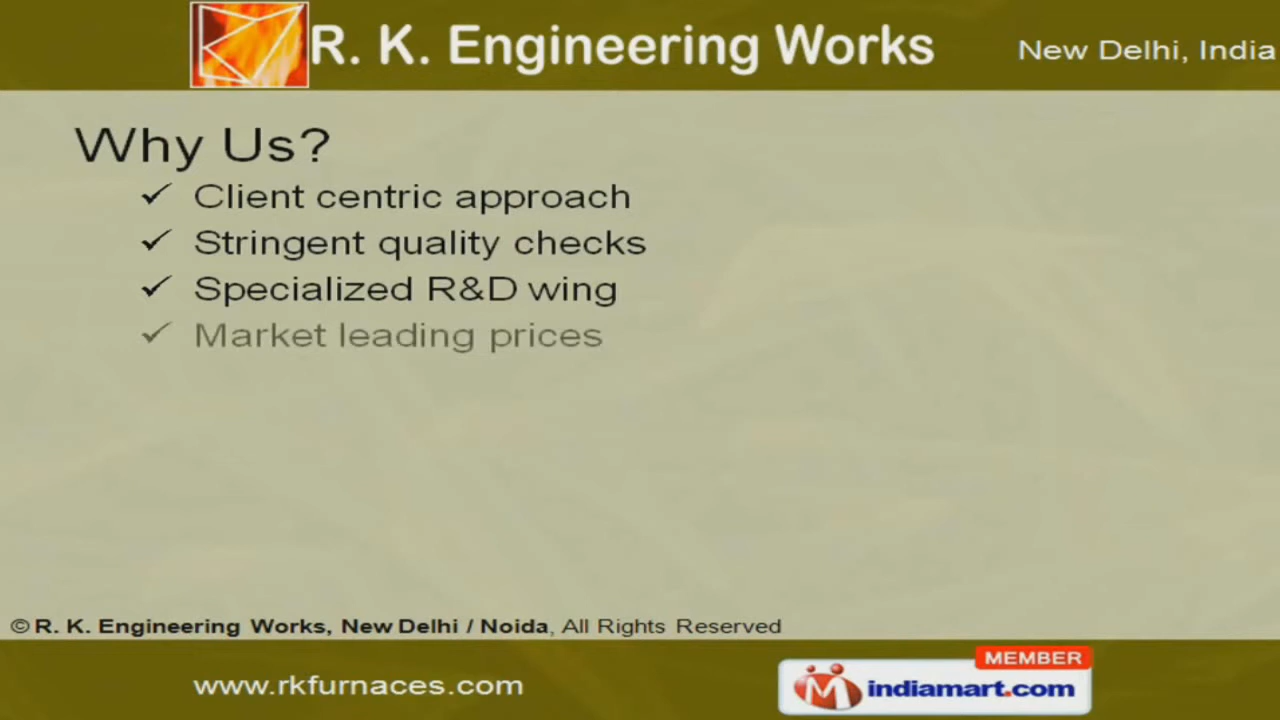 R. K. Engineering Works
New Delhi, India
Why Us?
✓ Client centric approach
✓ Stringent quality checks
✓ Specialized R&D wing
✓ Market leading prices
© R. K. Engineering Works, New Delhi / Noida, All Rights Reserved
www.rkfurnaces.com
MEMBER
indiamart.com